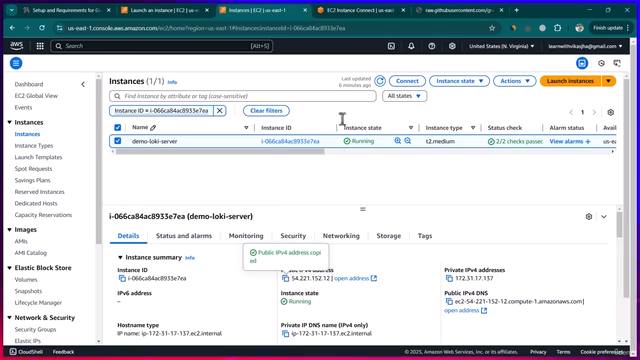 Setup and Requirements for G
Launch an instance | EC2 | us-e
Instances | EC2 | us-east-1
EC2 Instance Connect | us-east
raw.githubusercontent.com/g
us-east-1.console.aws.amazon.com/ec2/home?region=us-east-1#Instances:instanceId=i-066ca84ac8933e7ea
Finish update
aws
Search
[Alt+S]
United States (N. Virginia)
learnwithvikasjha@gmail.com
Dashboard
EC2 Global View
Events
Instances
Instances
Instance Types
Launch Templates
Spot Requests
Savings Plans
Reserved Instances
Dedicated Hosts
Capacity Reservations
Images
AMIs
AMI Catalog
Elastic Block Store
Volumes
Snapshots
Lifecycle Manager
Network & Security
Security Groups
Elastic IPs
Instances (1/1) Info
Last updated
6 minutes ago
Connect
Instance state
Actions
Launch instances
Find Instance by attribute or tag (case-sensitive)
All states
Instance ID = i-066ca84ac8933e7ea
Clear filters
1
Name
Instance ID
Instance state
Instance type
Status check
Alarm status
Avail
demo-loki-server
i-066ca84ac8933e7ea
Running
t2.medium
2/2 checks passec
View alarms +
us-ea
i-066ca84ac8933e7ea (demo-loki-server)
Details
Status and alarms
Monitoring
Security
Networking
Storage
Tags
Public IPv4 address copi
ed
Instance summary Info
Instance ID
i-066ca84ac8933e7ea
54.221.152.12 | open address
Private IPv4 addresses
172.31.17.137
IPv6 address
–
Instance state
Running
Public IPv4 DNS
ec2-54-221-152-12.compute-1.amazonaws.com |
open address
Hostname type
IP name: ip-172-31-17-137.ec2.internal
Private IP DNS name (IPv4 only)
ip-172-31-17-137.ec2.internal
CloudShell
Feedback
© 2025, Amazon Web Services, Inc. or its affiliates.
Privacy
Terms
Cookie preferences